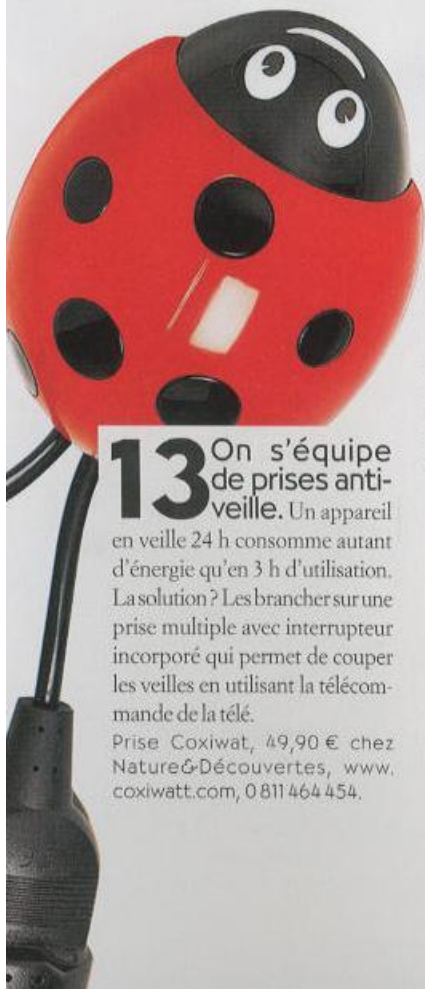 13 On s'équipe
de prises anti-
veille. Un appareil
en veille 24 h consomme autant
d'énergie qu'en 3 h d'utilisation.
La solution ? Les brancher sur une
prise multiple avec interrupteur
incorporé qui permet de couper
les veilles en utilisant la télécom-
mande de la télé.
Prise Coxiwat, 49,90 € chez
Nature&Découvertes, www.
coxiwatt.com, 0 811 464 454.